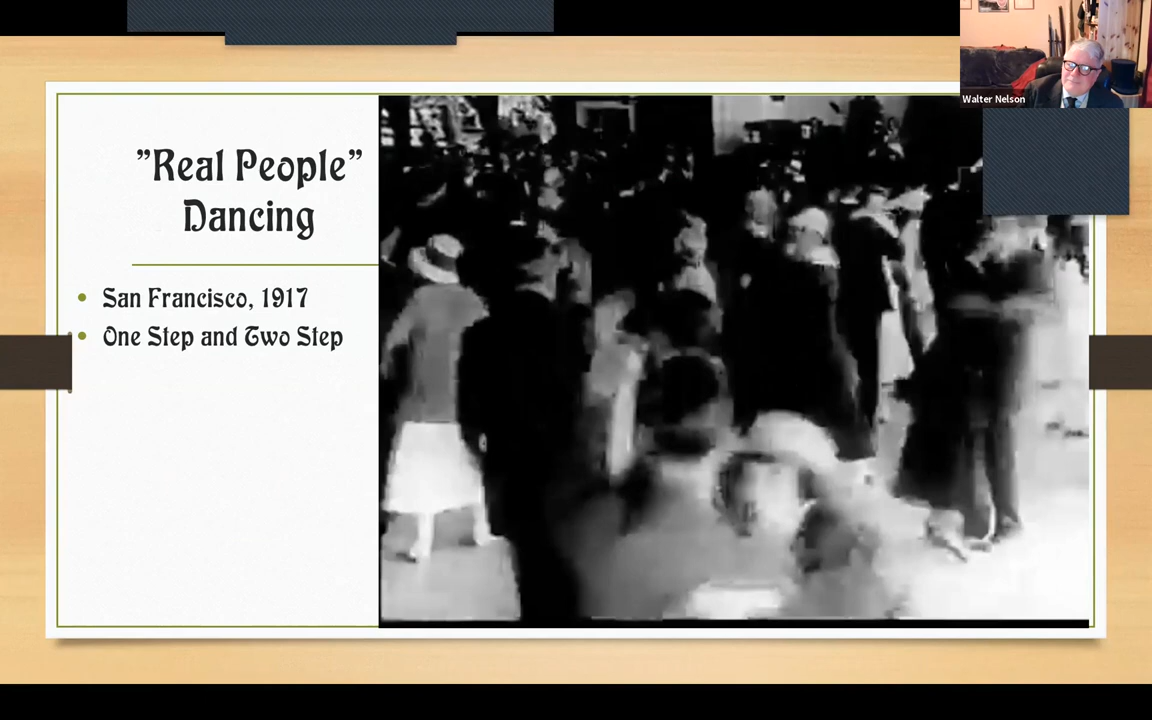 Walter Nelson
”Real People”
Dancing
• San Francisco, 1917
• One Step and Two Step